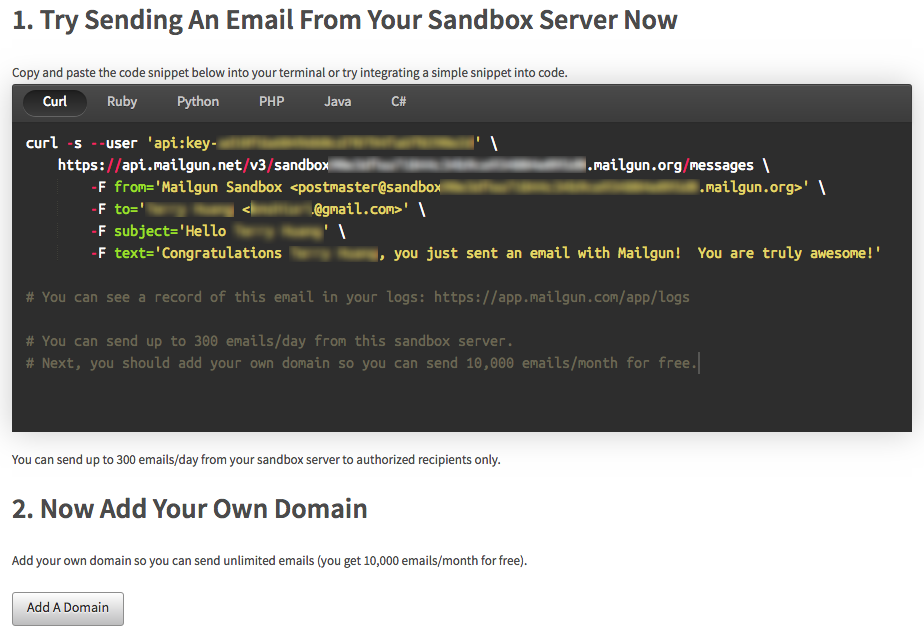 1. Try Sending An Email From Your Sandbox Server Now
Copy and paste the code snippet below into your terminal or try integrating a simple snippet into code.
Curl Ruby Python PHP Java C#
curl -s --user 'api:key-' \
https://api.mailgun.net/v3/sandbox.mailgun.org/messages \
-F from='Mailgun Sandbox <postmaster@sandbox.mailgun.org>' \
-F to=' <@gmail.com>' \
-F subject='Hello ' \
-F text='Congratulations , you just sent an email with Mailgun!  You are truly awesome!'
# You can see a record of this email in your logs: https://app.mailgun.com/app/logs
# You can send up to 300 emails/day from this sandbox server.
# Next, you should add your own domain so you can send 10,000 emails/month for free.
You can send up to 300 emails/day from your sandbox server to authorized recipients only.
2. Now Add Your Own Domain
Add your own domain so you can send unlimited emails (you get 10,000 emails/month for free).
Add A Domain